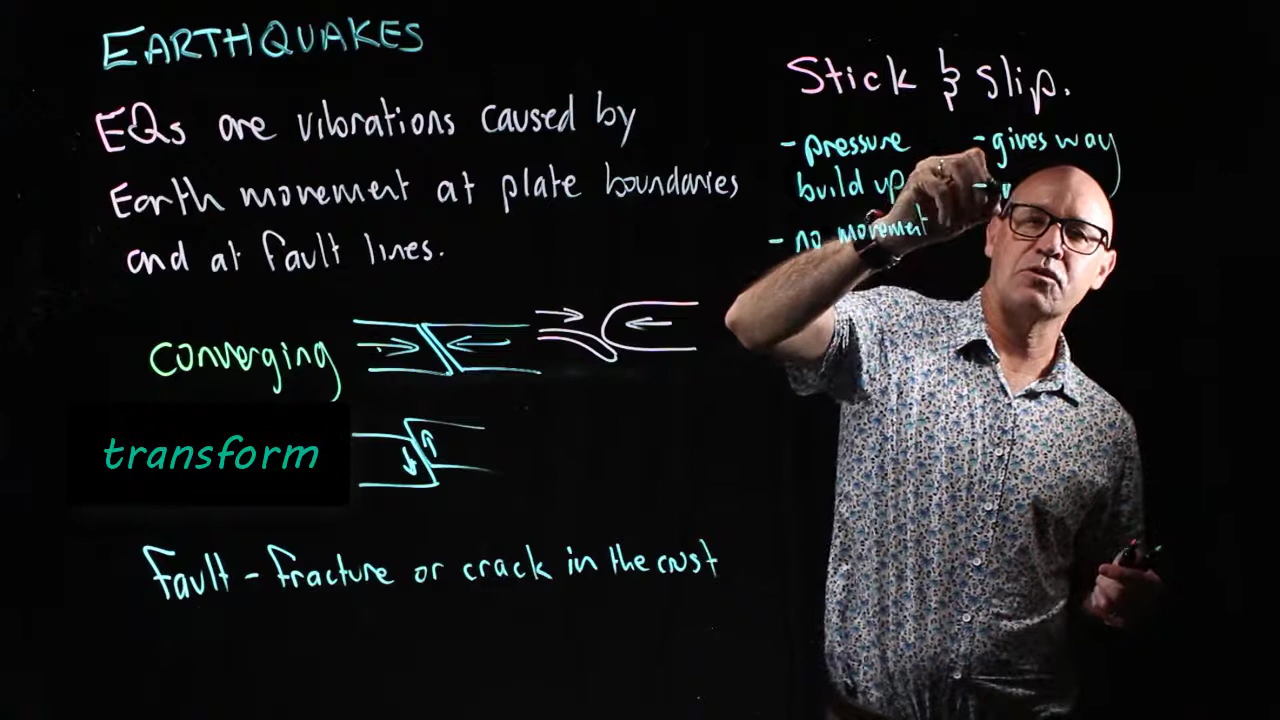 EARTHQUAKES
EQs are vibrations caused by
Earth movement at plate boundaries
and at fault lines.
converging
transform
Fault - fracture or crack in the crust
Stick & Slip.
- pressure
build up
- no movement
- gives way
-